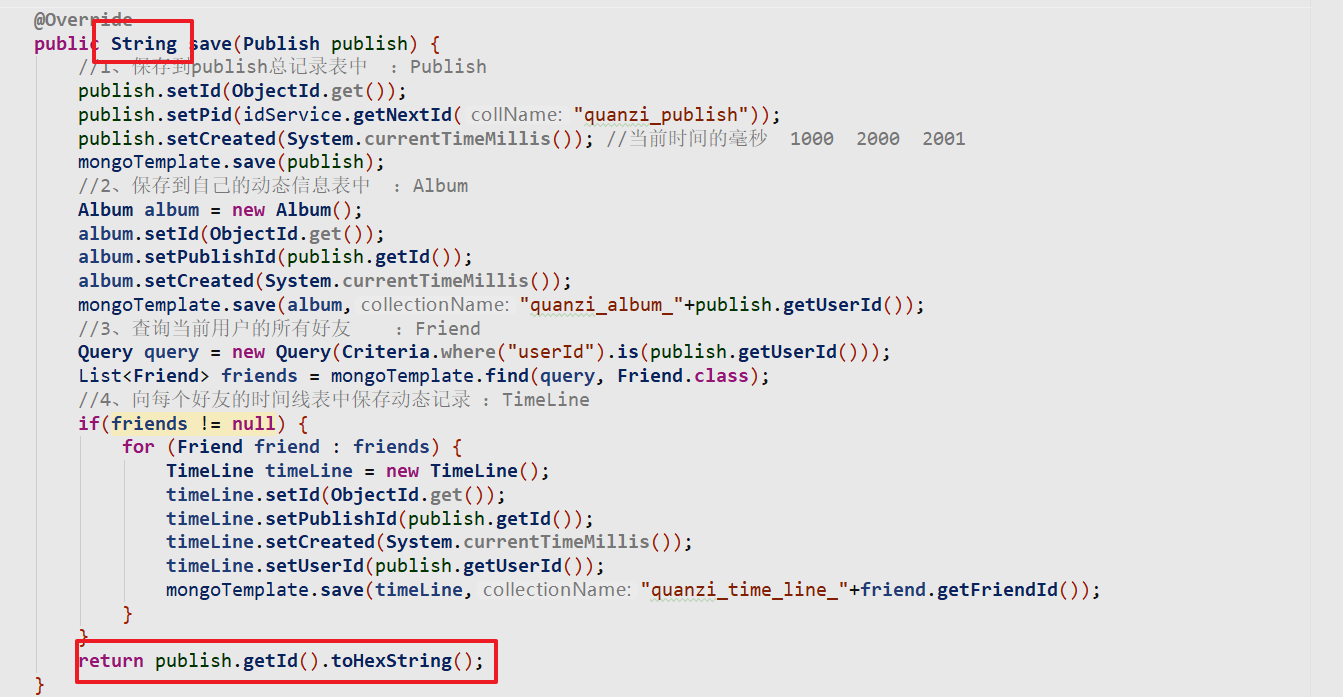 @Override
public String save(Publish publish) {
//1、保存到publish总记录表中 ：Publish
publish.setId(ObjectId.get());
publish.setPid(idService.getNextId( collName: "quanzi_publish"));
publish.setCreated(System.currentTimeMillis()); //当前时间的毫秒 1000 2000 2001
mongoTemplate.save(publish);
//2、保存到自己的动态信息表中 ：Album
Album album = new Album();
album.setId(ObjectId.get());
album.setPublishId(publish.getId());
album.setCreated(System.currentTimeMillis());
mongoTemplate.save(album, collectionName: "quanzi_album_"+publish.getUserId());
//3、查询当前用户的所有好友 ：Friend
Query query = new Query(Criteria.where("userId").is(publish.getUserId()));
List<Friend> friends = mongoTemplate.find(query, Friend.class);
//4、向每个好友的时间线表中保存动态记录 ：TimeLine
if(friends != null) {
for (Friend friend : friends) {
TimeLine timeLine = new TimeLine();
timeLine.setId(ObjectId.get());
timeLine.setPublishId(publish.getId());
timeLine.setCreated(System.currentTimeMillis());
timeLine.setUserId(publish.getUserId());
mongoTemplate.save(timeLine, collectionName: "quanzi_time_line_"+friend.getFriendId());
}
}
return publish.getId().toHexString();
}